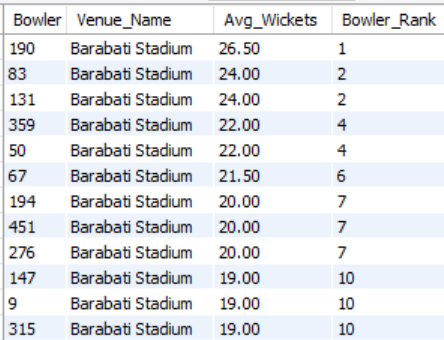 Bowler Venue_Name Avg_Wickets Bowler_Rank
190 Barabati Stadium 26.50 1
83 Barabati Stadium 24.00 2
131 Barabati Stadium 24.00 2
359 Barabati Stadium 22.00 4
50 Barabati Stadium 22.00 4
67 Barabati Stadium 21.50 6
194 Barabati Stadium 20.00 7
451 Barabati Stadium 20.00 7
276 Barabati Stadium 20.00 7
147 Barabati Stadium 19.00 10
9 Barabati Stadium 19.00 10
315 Barabati Stadium 19.00 10